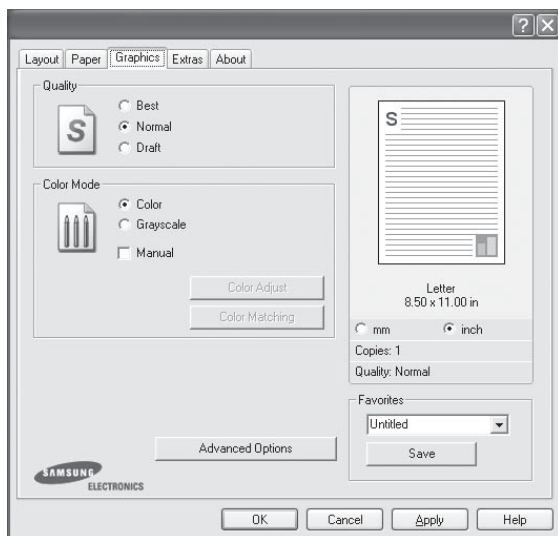 Layout Paper Graphics Extras About
Quality
S
Best
Normal
Draft
Color Mode
Color
Grayscale
Manual
Color Adjust
Color Matching
S
Letter
8.50 x 11.00 in
mm inch
Copies: 1
Quality: Normal
Favorites
Untitled
Save
Advanced Options
SAMSUNG
ELECTRONICS
OK Cancel Apply Help